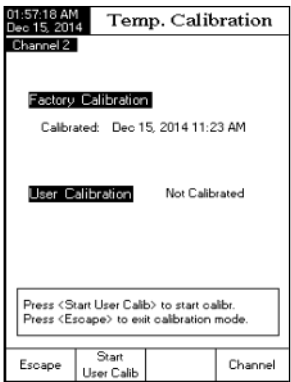 01:57:18 AM
Dec 15, 2014
Temp. Calibration
Channel 2
Factory Calibration
Calibrated: Dec 15, 2014 11:23 AM
User Calibration Not Calibrated
Press <Start User Calib> to start calibr.
Press <Escape> to exit calibration mode.
Escape
Start
User Calib
Channel